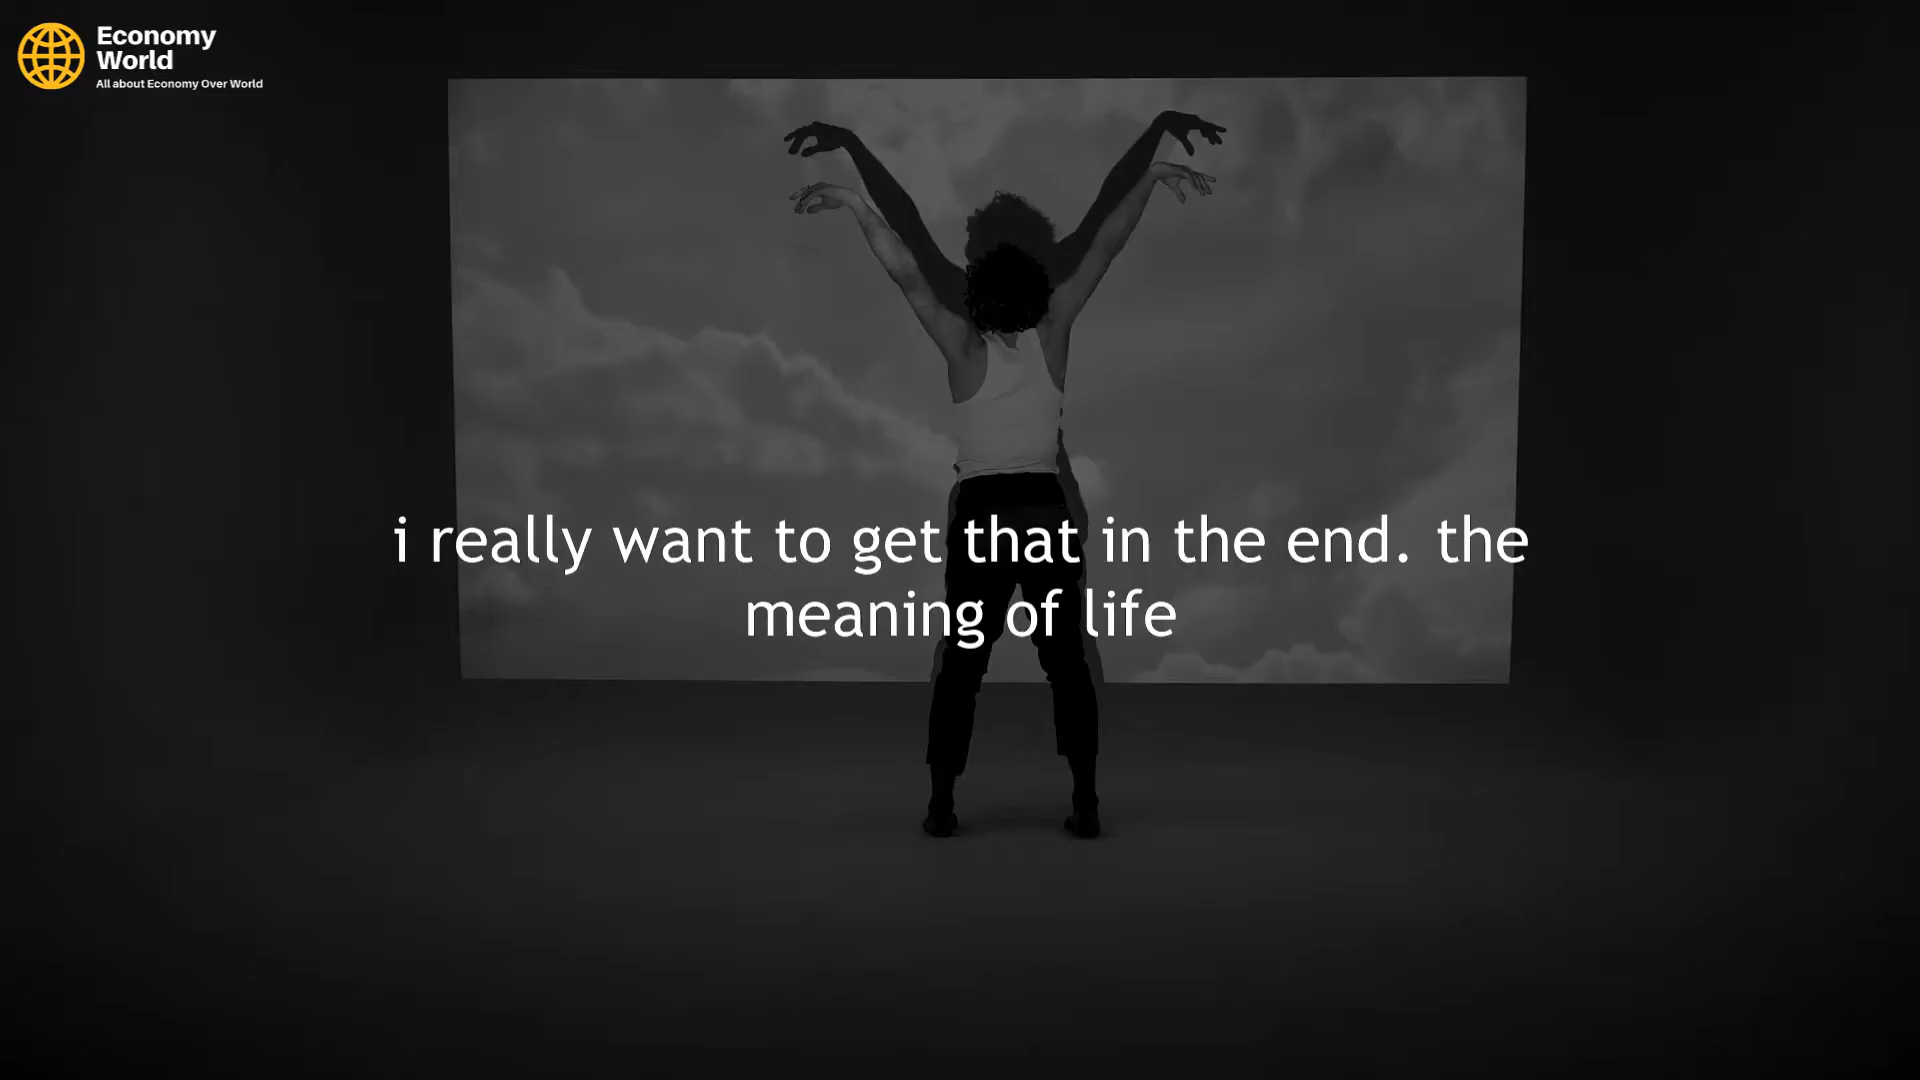 Economy
World
All about Economy Over World
i really want to get that in the end. the
meaning of life